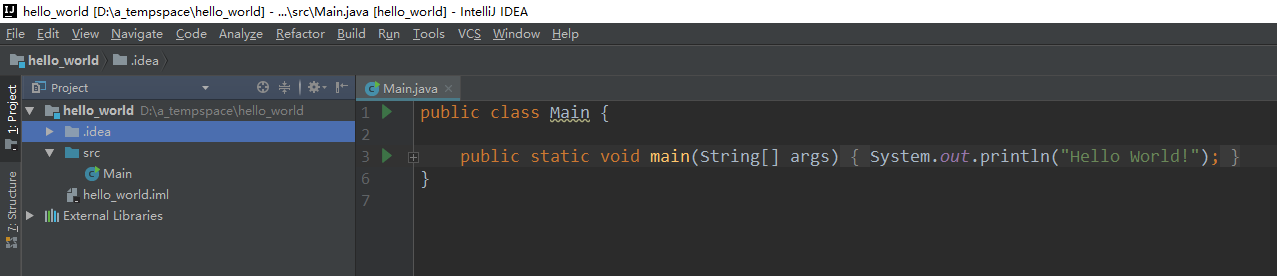 hello_world [D:\a_tempspace\hello_world] - ...\src\Main.java [hello_world] - IntelliJ IDEA
File Edit View Navigate Code Analyze Refactor Build Run Tools VCS Window Help
hello_world .idea
1: Project
7: Structure
Project
hello_world D:\a_tempspace\hello_world
.idea
src
Main
hello_world.iml
External Libraries
Main.java
1 public class Main {
2
3 public static void main(String[] args) { System.out.println("Hello World!"); }
6 }
7